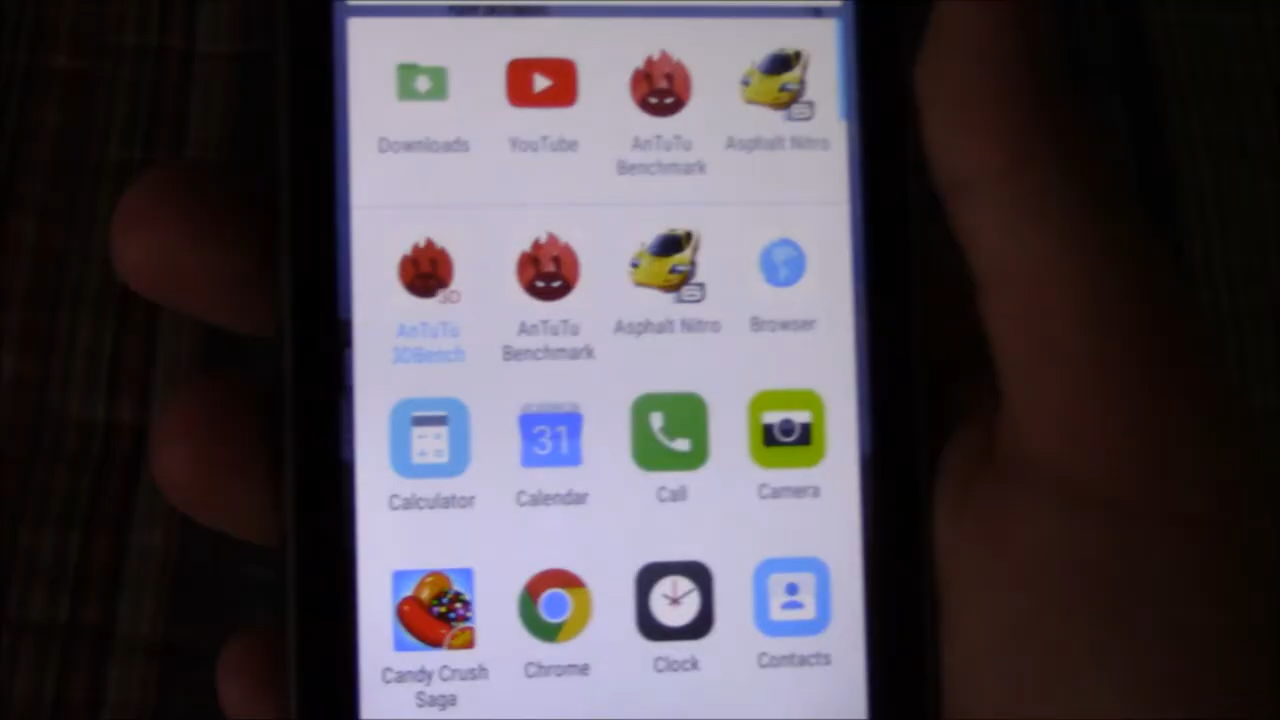 Downloads
YouTube
AnTuTu
Benchmark
Asphalt Nitro
AnTuTu
3DBench
AnTuTu
Benchmark
Asphalt Nitro
Browser
Calculator
31
Calendar
Call
Camera
Candy Crush
Saga
Chrome
Clock
Contacts